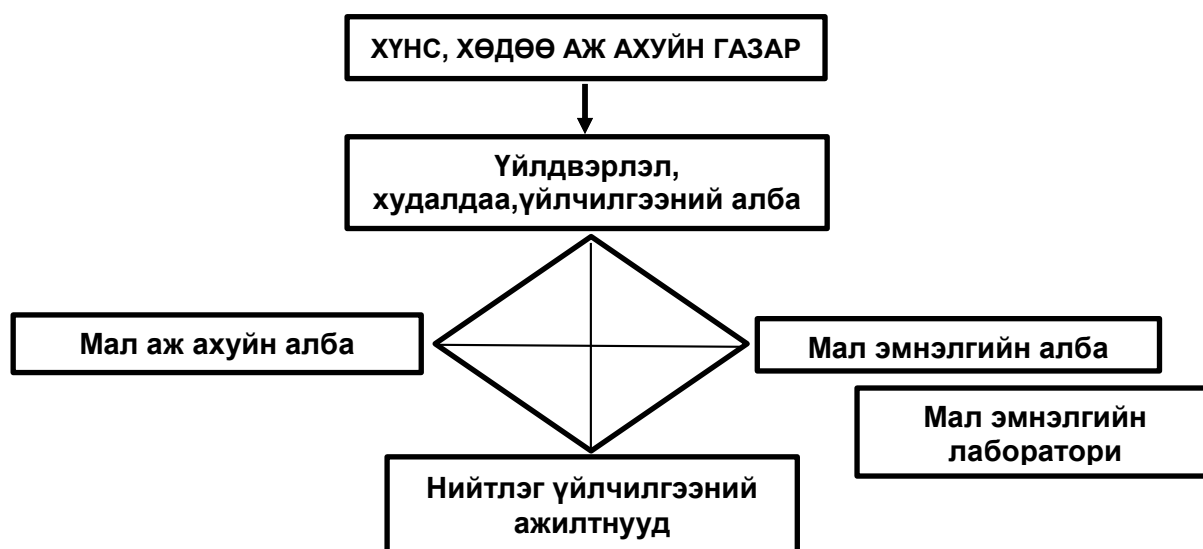 ХҮНС, ХӨДӨӨ АЖ АХУЙН ГАЗАР
Үйлдвэрлэл,
худалдаа,үйлчилгээний алба
Мал аж ахуйн алба
Мал эмнэлгийн алба
Мал эмнэлгийн
лаборатори
Нийтлэг үйлчилгээний
ажилтнууд